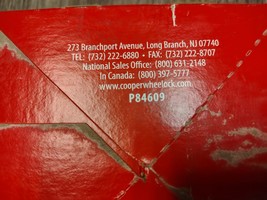 273 Branchport Avenue, Long Branch, NJ 07740
TEL: (732) 222-6880 • FAX: (732) 222-8707
National Sales Office: (800) 631-2148
In Canada: (800) 397-5777
www.cooperwheelock.com
P84609